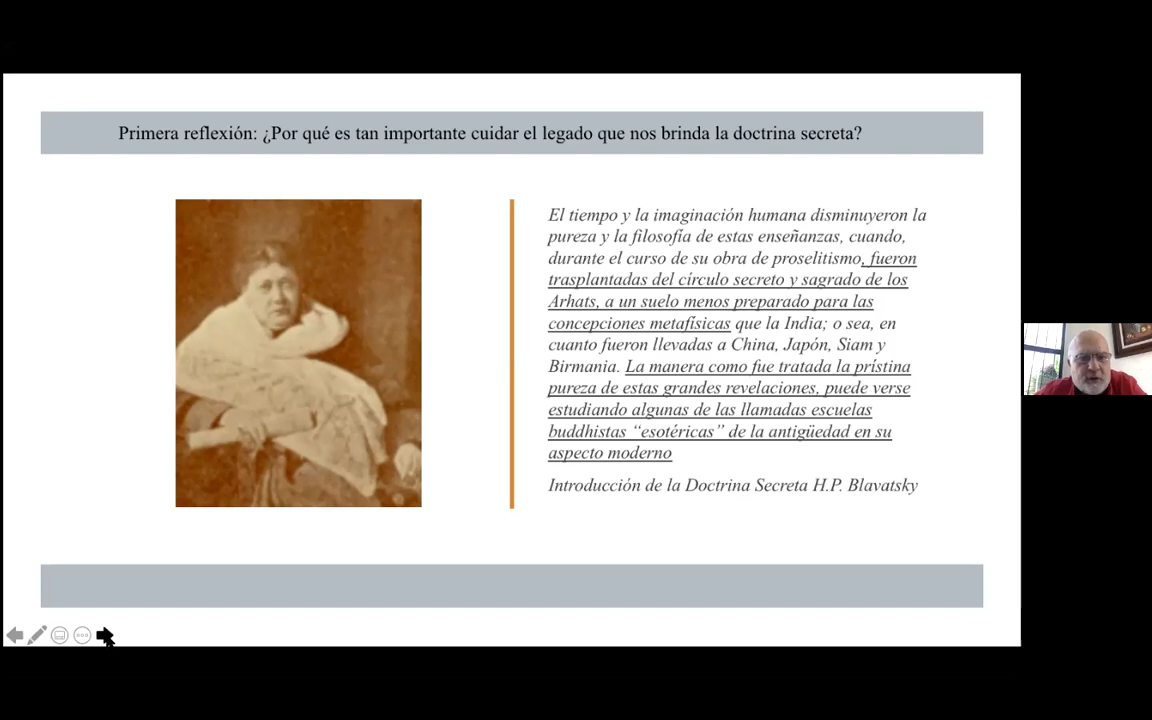 Primera reflexión: ¿Por qué es tan importante cuidar el legado que nos brinda la doctrina secreta?
El tiempo y la imaginación humana disminuyeron la
pureza y la filosofía de estas enseñanzas, cuando,
durante el curso de su obra de proselitismo, fueron
trasplantadas del círculo secreto y sagrado de los
Arhats, a un suelo menos preparado para las
concepciones metafísicas que la India; o sea, en
cuanto fueron llevadas a China, Japón, Siam y
Birmania. La manera como fue tratada la prístina
pureza de estas grandes revelaciones, puede verse
estudiando algunas de las llamadas escuelas
buddhistas “esotéricas” de la antigüedad en su
aspecto moderno
Introducción de la Doctrina Secreta H.P. Blavatsky